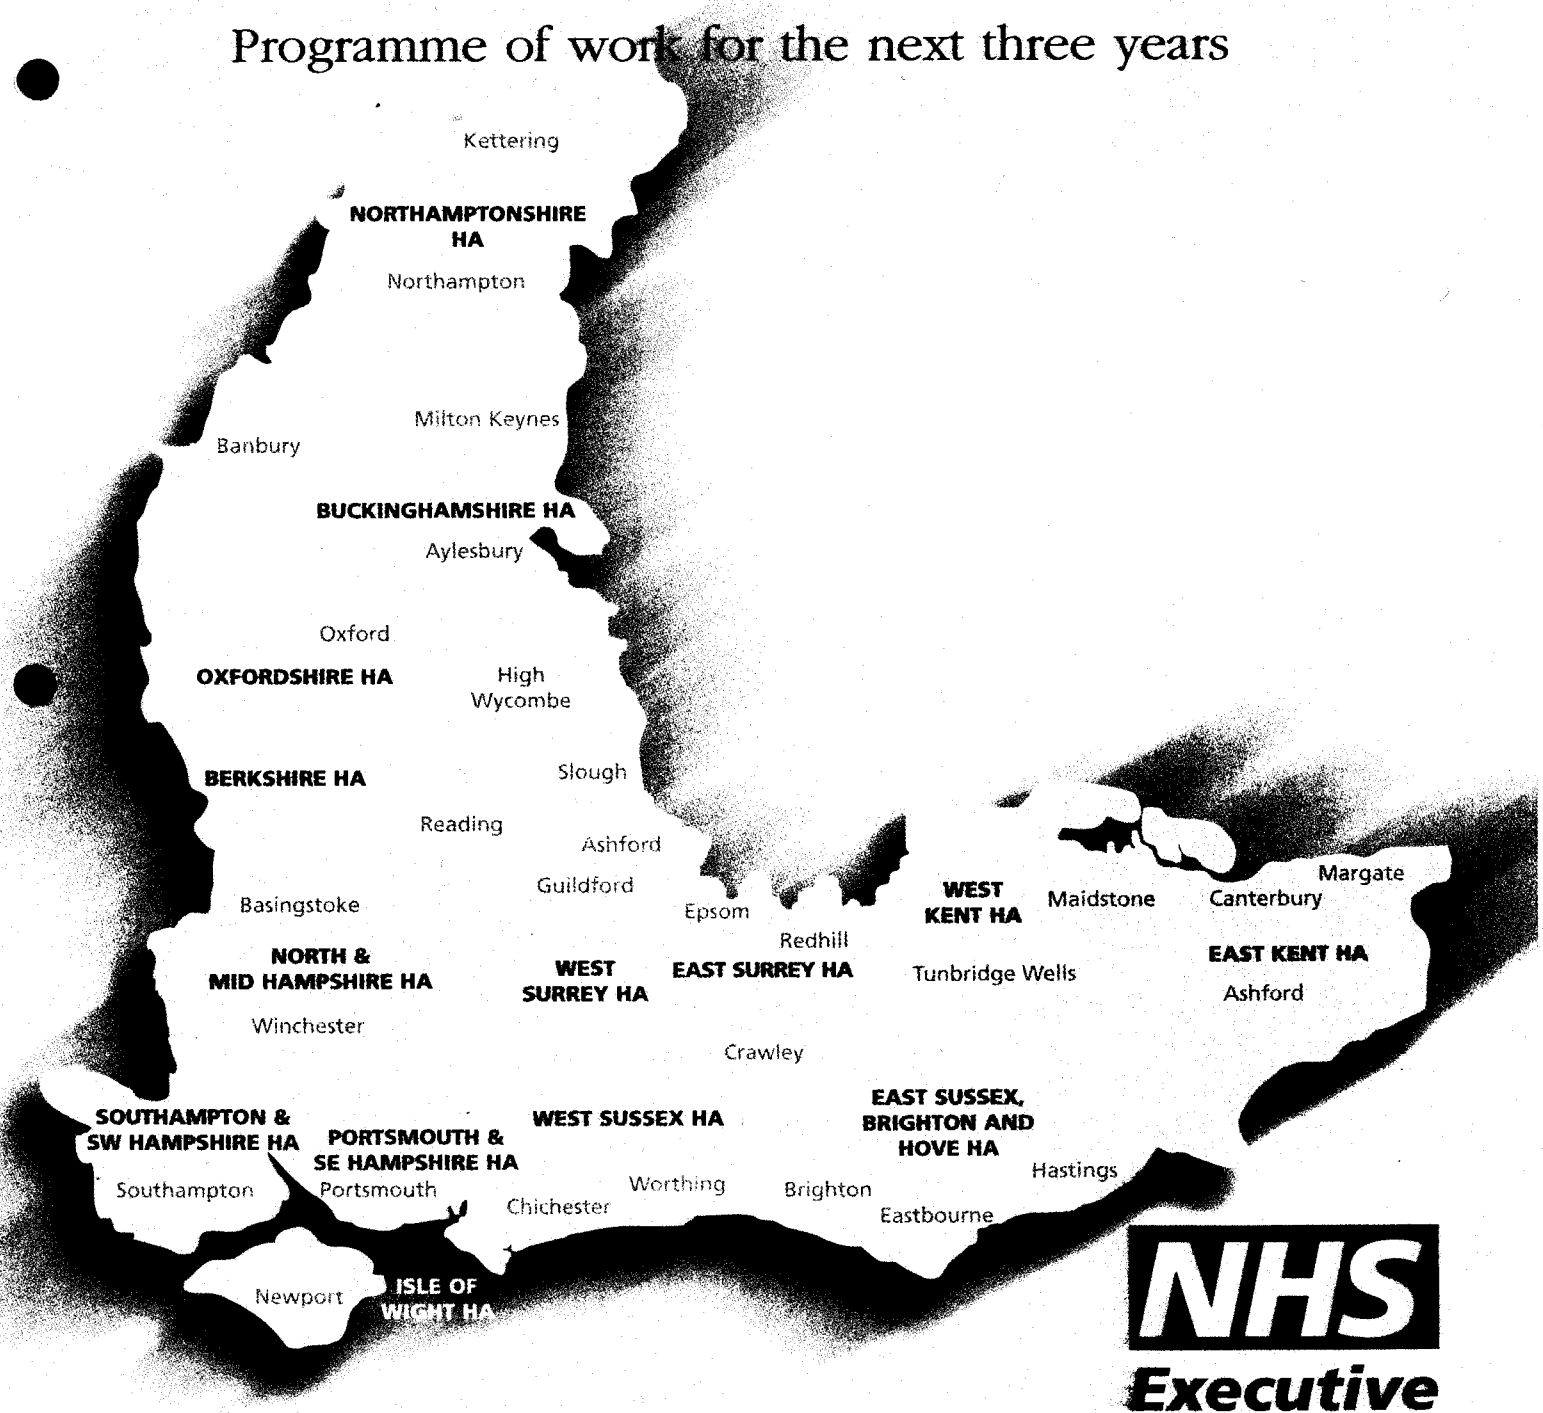 Programme of work for the next three years
Kettering
NORTHAMPTONSHIRE
HA
Northampton
Milton Keynes
Banbury
BUCKINGHAMSHIRE HA
Aylesbury
Oxford
OXFORDSHIRE HA
High
Wycombe
BERKSHIRE HA
Slough
Reading
Ashford
Guildford
Basingstoke
Epsom
Redhill
WEST
KENT HA
Maidstone
Margate
Canterbury
NORTH &
MID HAMPSHIRE HA
WEST
SURREY HA
EAST SURREY HA
Tunbridge Wells
EAST KENT HA
Ashford
Winchester
Crawley
SOUTHAMPTON &
SW HAMPSHIRE HA
PORTSMOUTH &
SE HAMPSHIRE HA
WEST SUSSEX HA
EAST SUSSEX,
BRIGHTON AND
HOVE HA
Hastings
Southampton
Portsmouth
Chichester
Worthing
Brighton
Eastbourne
Newport
ISLE OF
WIGHT HA
NHS
Executive